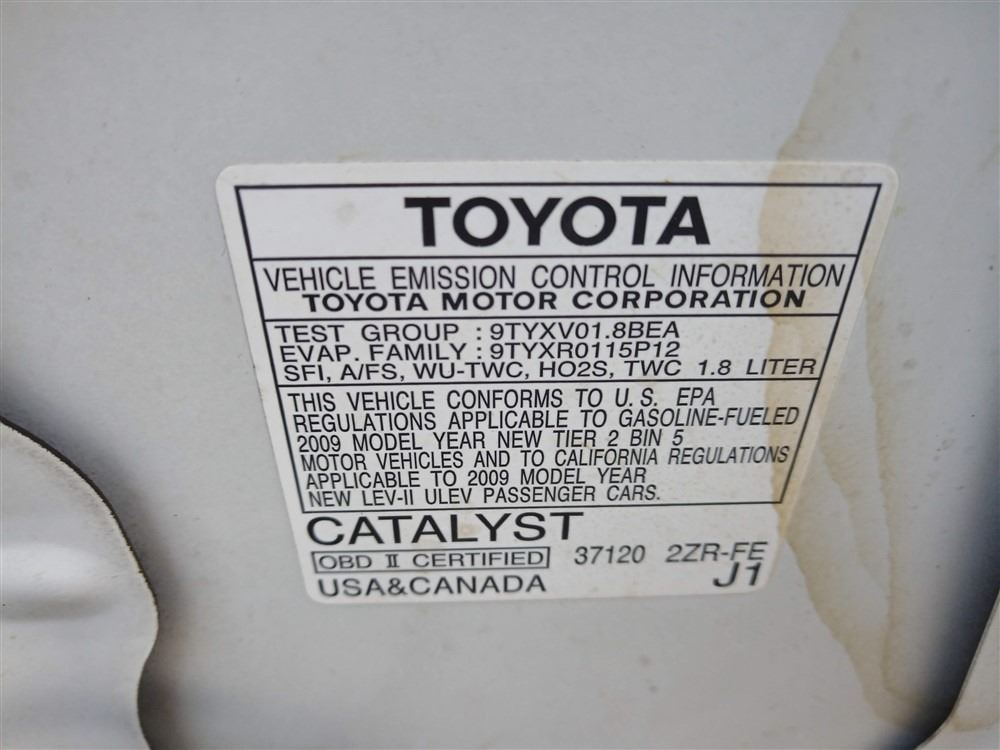 TOYOTA
VEHICLE EMISSION CONTROL INFORMATION
TOYOTA MOTOR CORPORATION
TEST GROUP : 9TYXV01.8BEA
EVAP. FAMILY : 9TYXR0115P12
SFI, A/FS, WU-TWC, HO2S, TWC 1.8 LITER
THIS VEHICLE CONFORMS TO U.S. EPA
REGULATIONS APPLICABLE TO GASOLINE-FUELED
2009 MODEL YEAR NEW TIER 2 BIN 5
MOTOR VEHICLES AND TO CALIFORNIA REGULATIONS
APPLICABLE TO 2009 MODEL YEAR
NEW LEV-II ULEV PASSENGER CARS.
CATALYST
OBD II CERTIFIED 37120 2ZR-FE
USA&CANADA J1